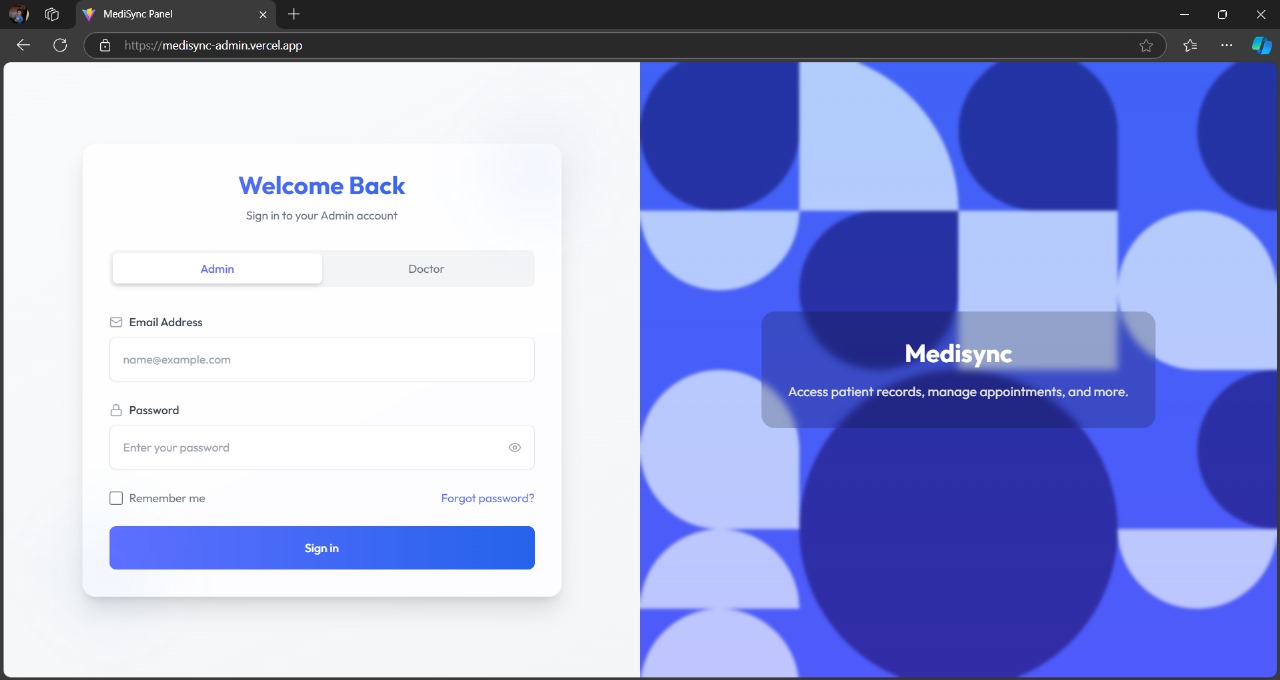 MediSync Panel
https://medisync-admin.vercel.app
Welcome Back
Sign in to your Admin account
Admin
Doctor
Email Address
name@example.com
Password
Enter your password
Remember me
Forgot password?
Sign in
Medisync
Access patient records, manage appointments, and more.